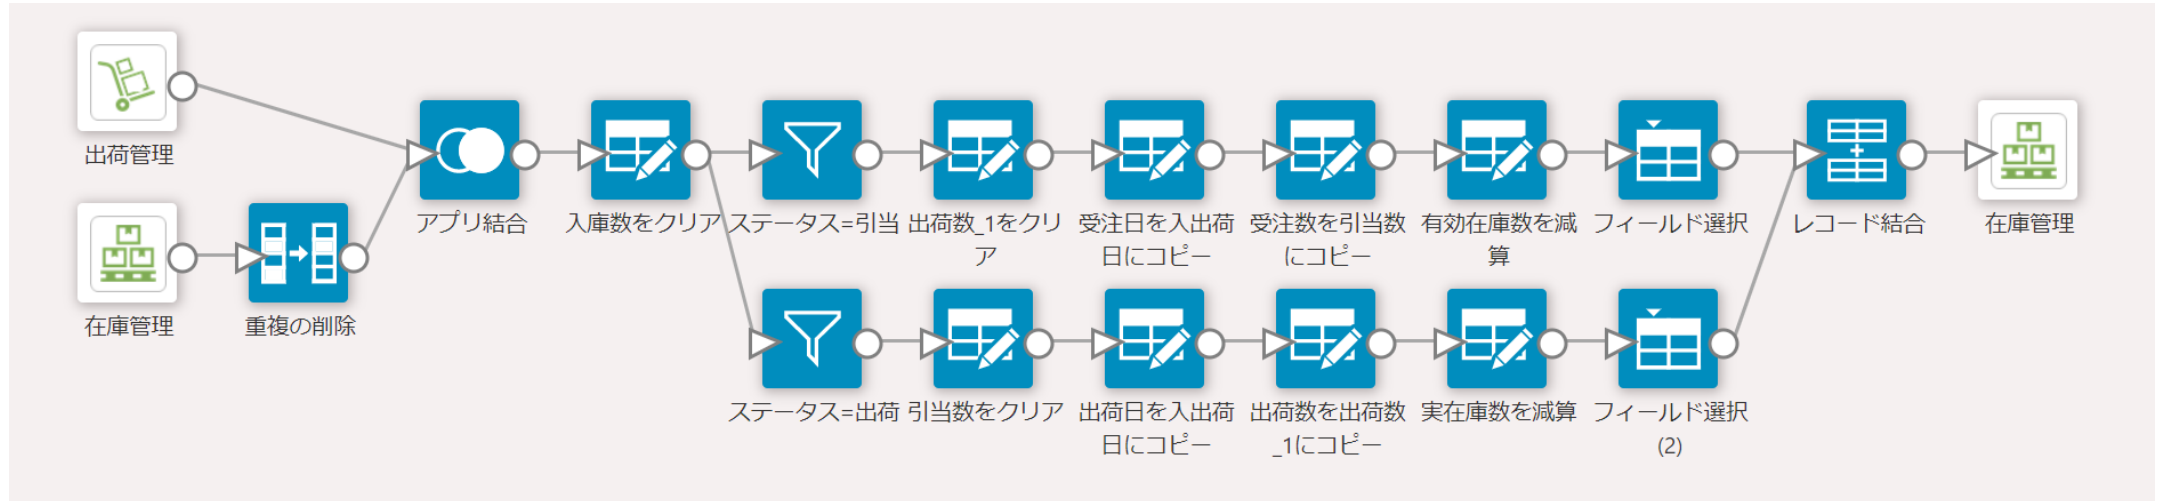 出荷管理
在庫管理
重複の削除
アプリ結合
入庫数をクリア
ステータス=引当
出荷数_1をクリ
ア
受注日を入出荷
日にコピー
受注数を引当数
にコピー
有効在庫数を減
算
フィールド選択
レコード結合
在庫管理
ステータス=出荷
引当数をクリア
出荷日を入出荷
日にコピー
出荷数を出荷数
_1にコピー
実在庫数を減算
フィールド選択
(2)